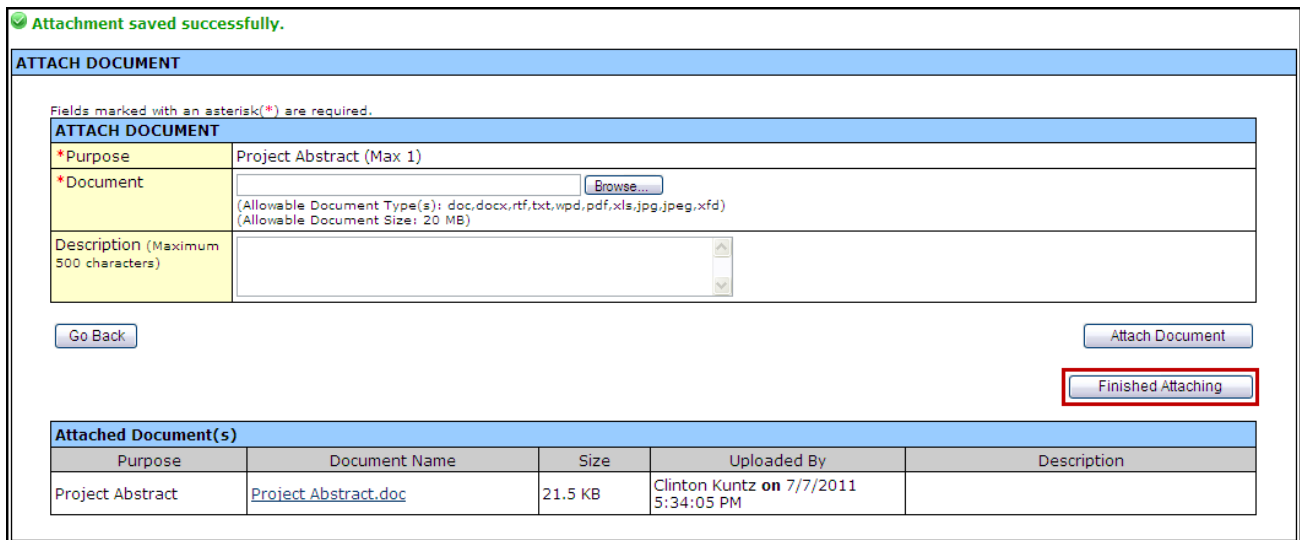 Attachment saved successfully.
ATTACH DOCUMENT
Fields marked with an asterisk(*) are required.
ATTACH DOCUMENT
*Purpose Project Abstract (Max 1)
*Document Browse...
(Allowable Document Type(s): doc,docx,rtf,txt,wpd,pdf,xls,jpg,jpeg,xfd)
(Allowable Document Size: 20 MB)
Description (Maximum
500 characters)
Go Back Attach Document
Finished Attaching
Attached Document(s)
Purpose Document Name Size Uploaded By Description
Project Abstract Project Abstract.doc 21.5 KB Clinton Kuntz on 7/7/2011
5:34:05 PM